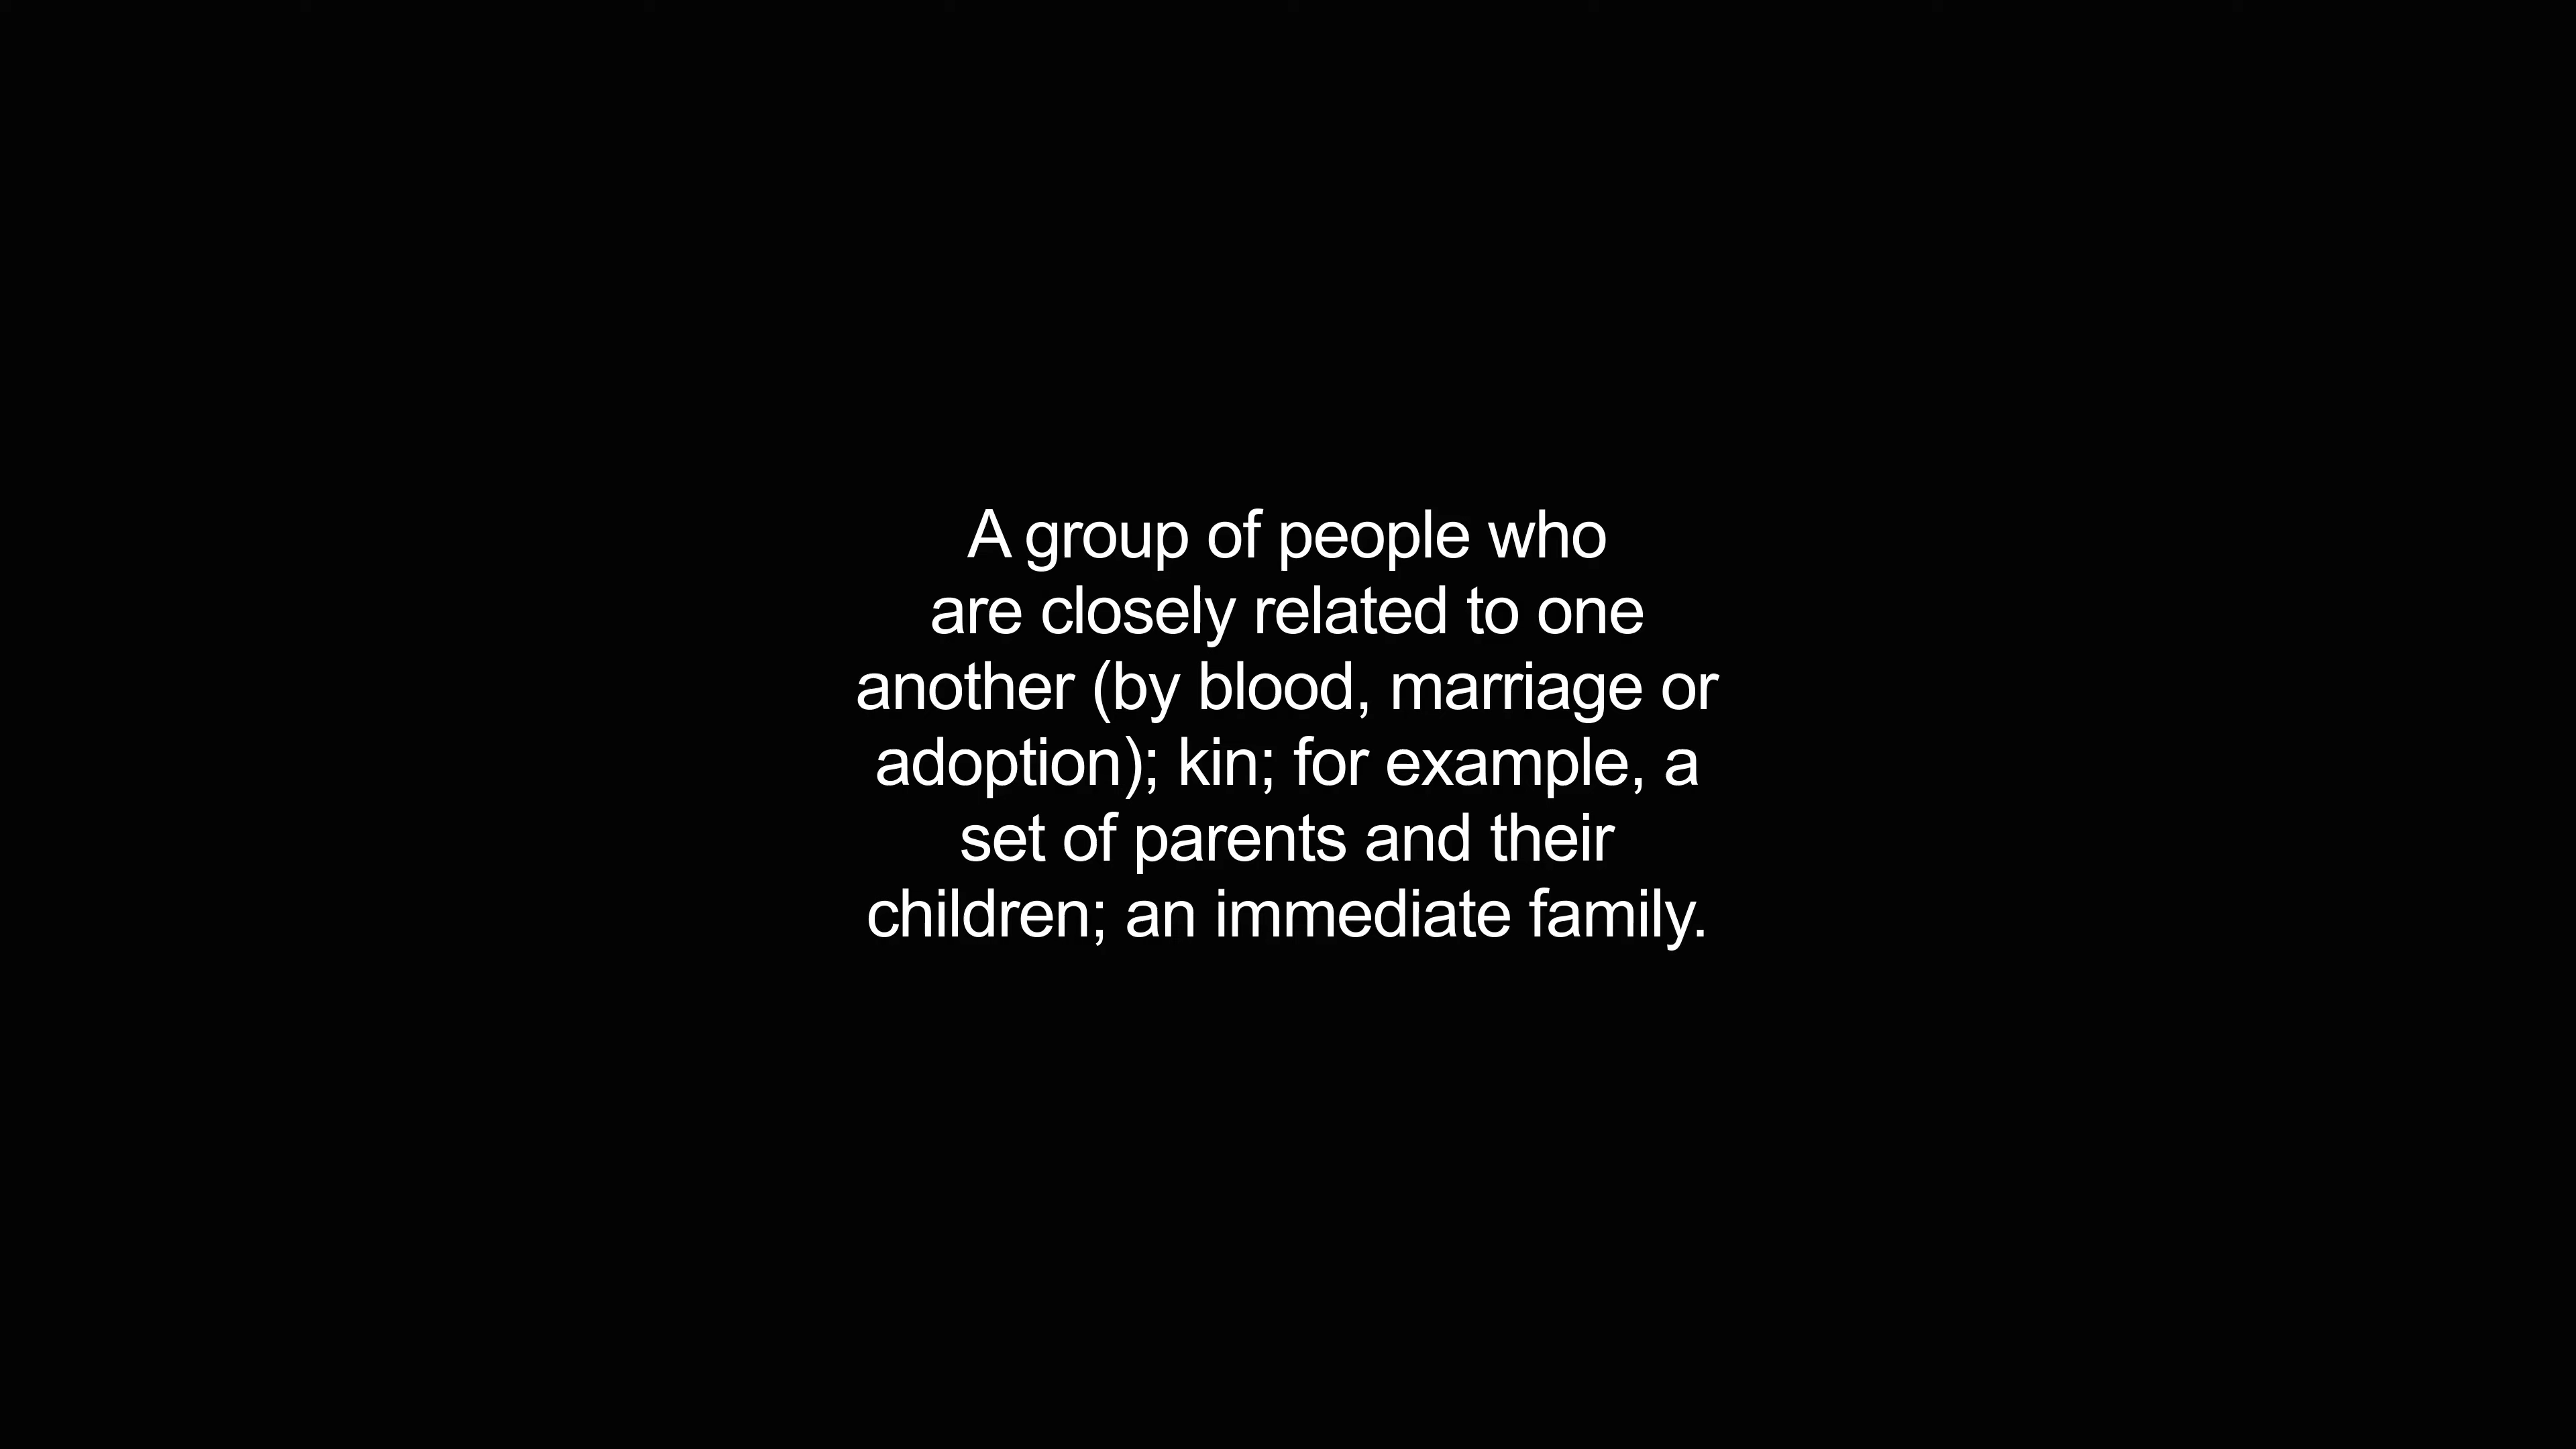 A group of people who
are closely related to one
another (by blood, marriage or
adoption); kin; for example, a
set of parents and their
children; an immediate family.